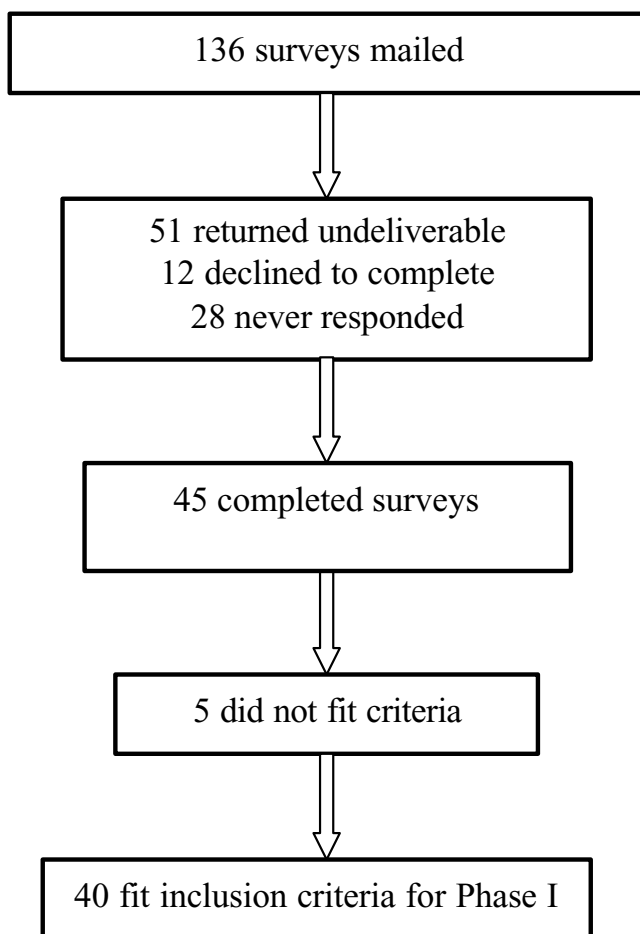 136 surveys mailed
51 returned undeliverable
12 declined to complete
28 never responded
45 completed surveys
5 did not fit criteria
40 fit inclusion criteria for Phase I